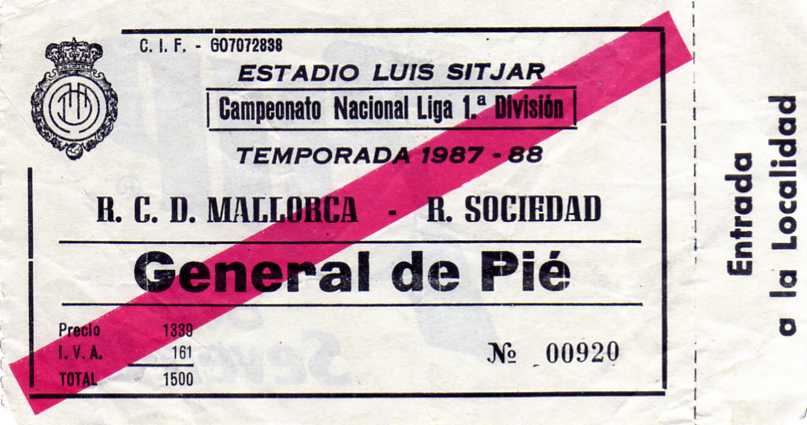 C. I. F. - G07072838
ESTADIO LUIS SITJAR
Campeonato Nacional Liga 1.ª División
TEMPORADA 1987 - 88
R. C. D. MALLORCA - R. SOCIEDAD
General de Pié
Precio 1339
I. V. A. 161
TOTAL 1500
Nº 00920
Entrada
a la Localidad